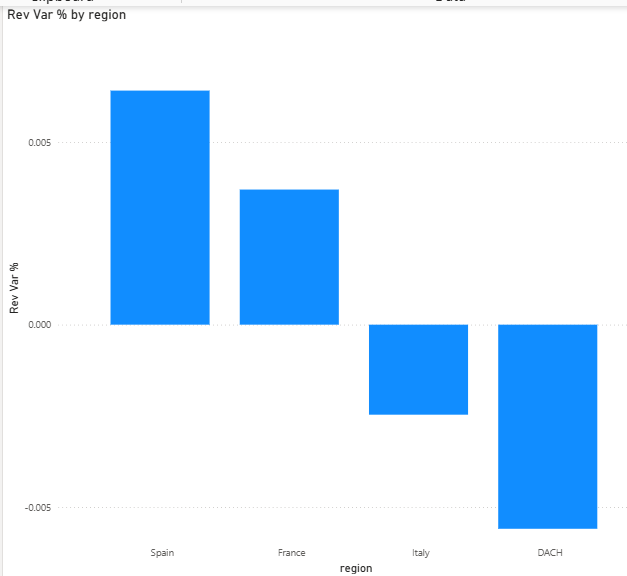 Rev Var % by region
0.005
Rev Var %
0.000
-0.005
Spain France Italy DACH
region